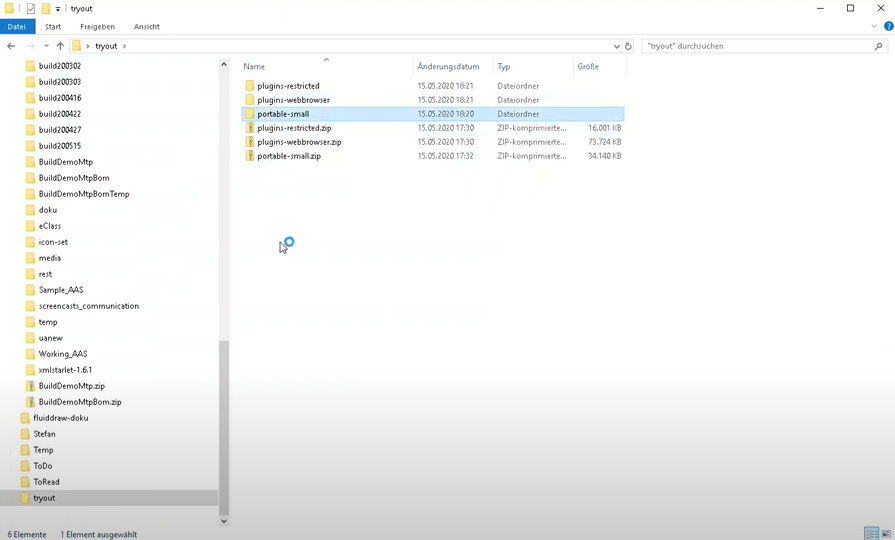 tryout
Datei Start Freigeben Ansicht
tryout
"tryout" durchsuchen
build200302
build200303
build200416
build200422
build200427
build200515
BuildDemoMtp
BuildDemoMtpBom
BuildDemoMtpBomTemp
doku
eClass
icon-set
media
rest
Sample_AAS
screencasts_communication
temp
uanew
Working_AAS
xmlstarlet-1.6.1
BuildDemoMtp.zip
BuildDemoMtpBom.zip
fluiddraw-doku
Stefan
Temp
ToDo
ToRead
tryout
Name Änderungsdatum Typ Größe
plugins-restricted 15.05.2020 18:21 Dateiordner
plugins-webbrowser 15.05.2020 18:21 Dateiordner
portable-small 15.05.2020 18:20 Dateiordner
plugins-restricted.zip 15.05.2020 17:30 ZIP-komprimierte... 16.001 KB
plugins-webbrowser.zip 15.05.2020 17:30 ZIP-komprimierte... 73.724 KB
portable-small.zip 15.05.2020 17:32 ZIP-komprimierte... 34.140 KB
6 Elemente 1 Element ausgewählt